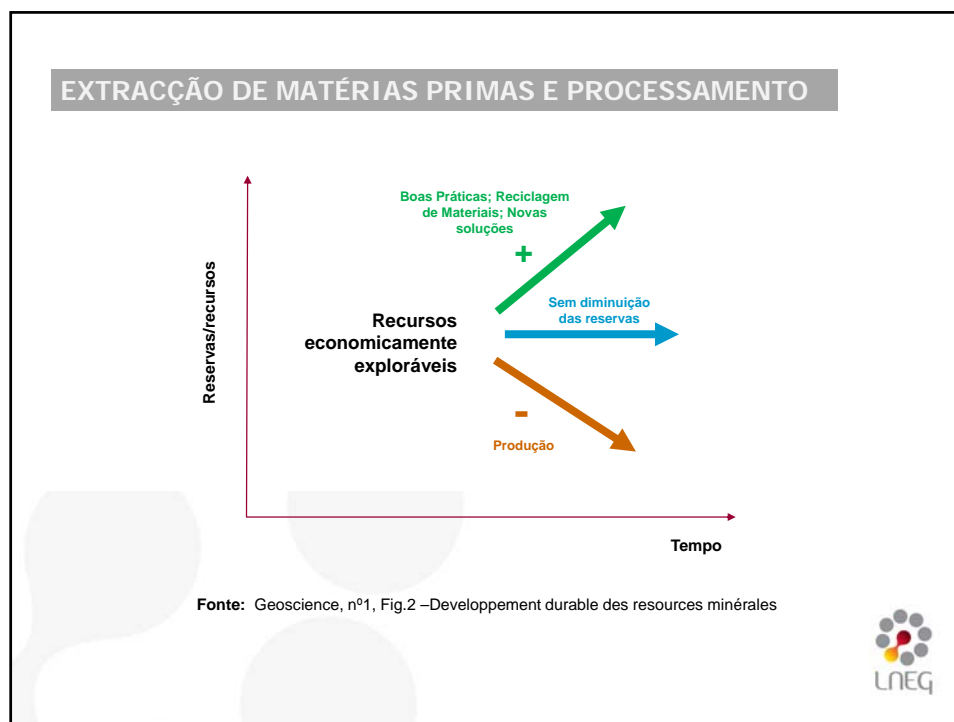 EXTRACÇÃO DE MATÉRIAS PRIMAS E PROCESSAMENTO
Boas Práticas; Reciclagem
de Materiais; Novas
soluções
+
Sem diminuição
das reservas
Recursos
economicamente
exploráveis
-
Produção
Reservas/recursos
Tempo
Fonte: Geoscience, nº1, Fig.2 –Developpement durable des resources minérales
LNEG